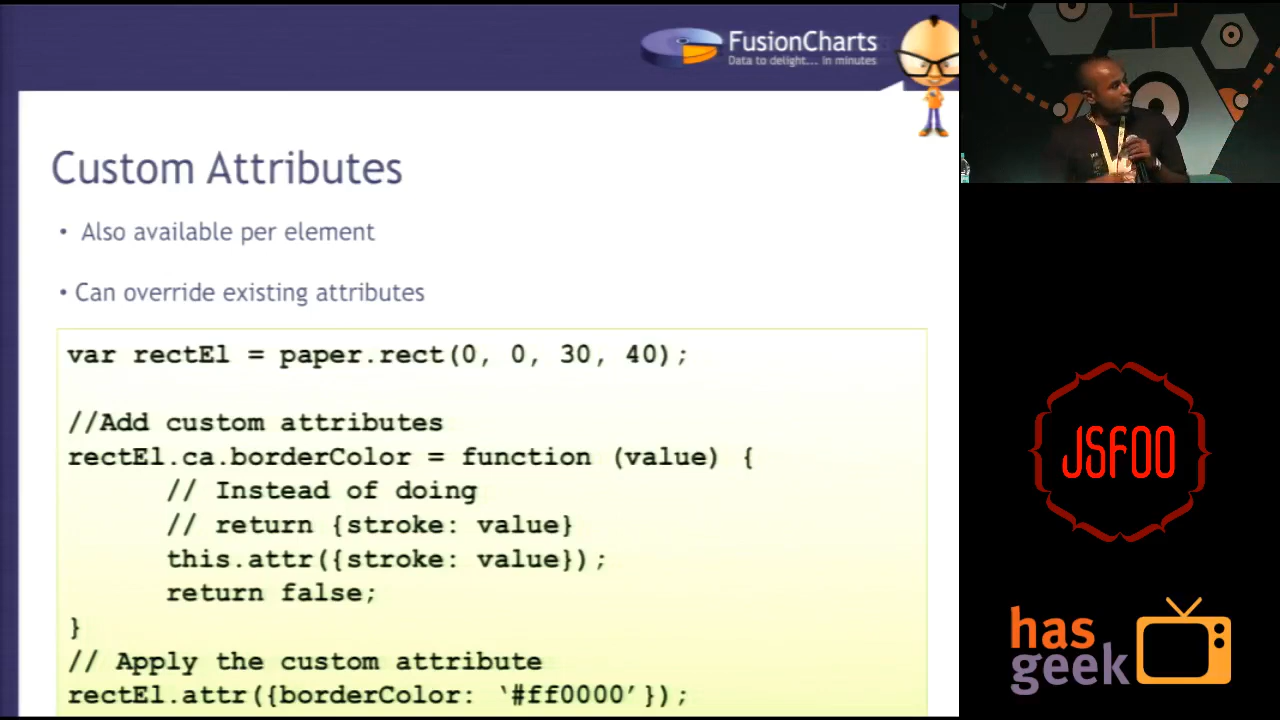 FusionCharts
Data to delight... in minutes
Custom Attributes
• Also available per element
• Can override existing attributes
var rectEl = paper.rect(0, 0, 30, 40);
//Add custom attributes
rectEl.ca.borderColor = function (value) {
// Instead of doing
// return {stroke: value}
this.attr({stroke: value});
return false;
}
// Apply the custom attribute
rectEl.attr({borderColor: ‘#ff0000’});
JSFOO
has
geek